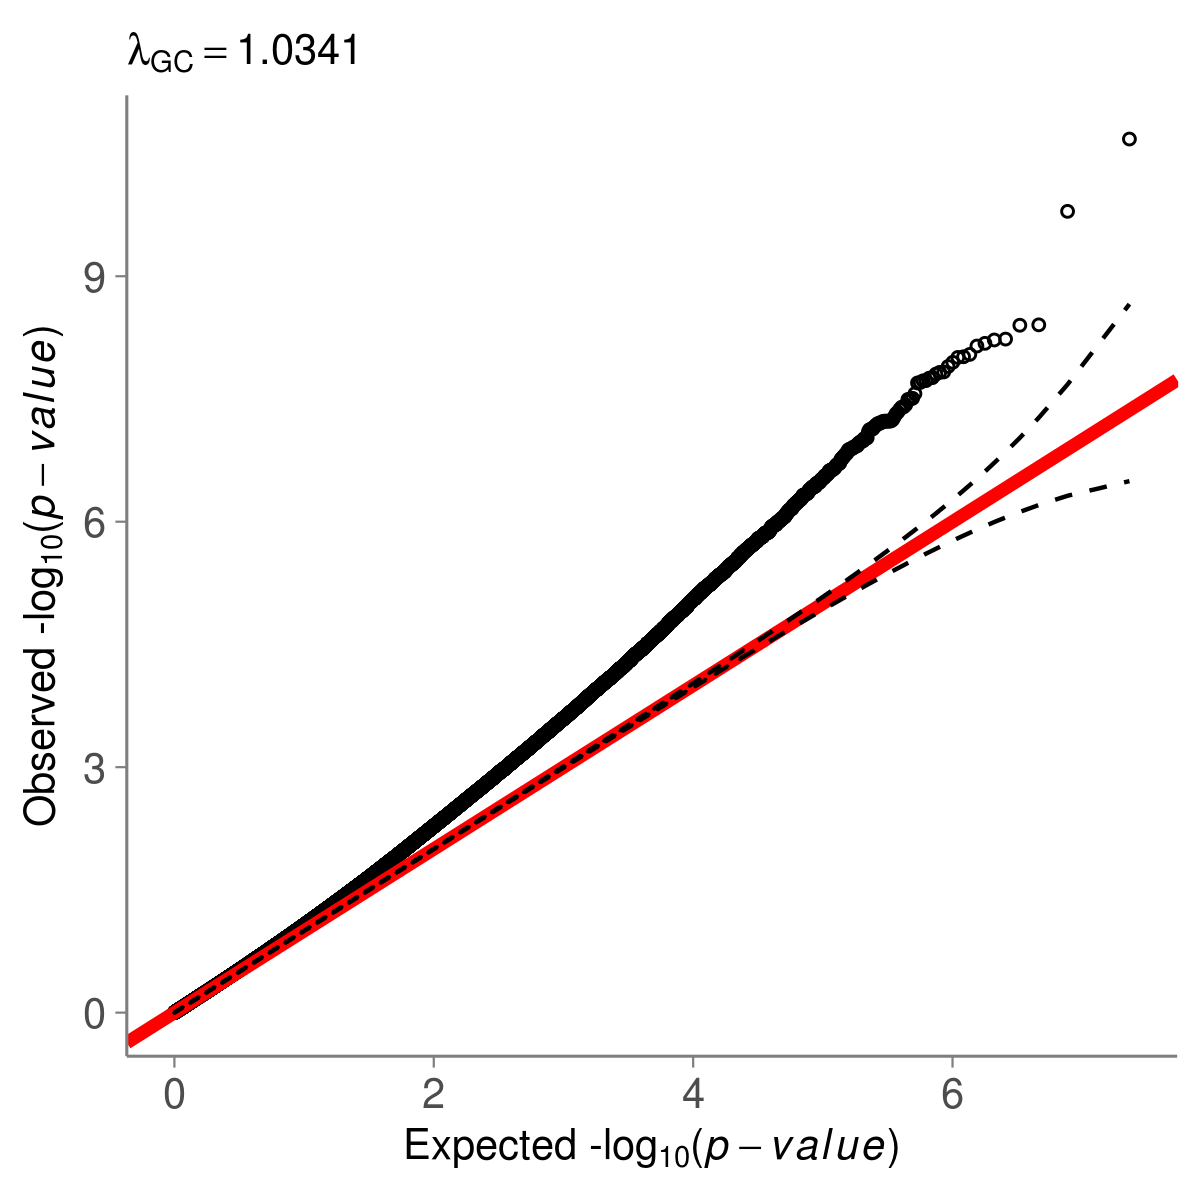 λGC = 1.0341
Observed -log10(p − value)
9
6
3
0
0 2 4 6
Expected -log10(p − value)